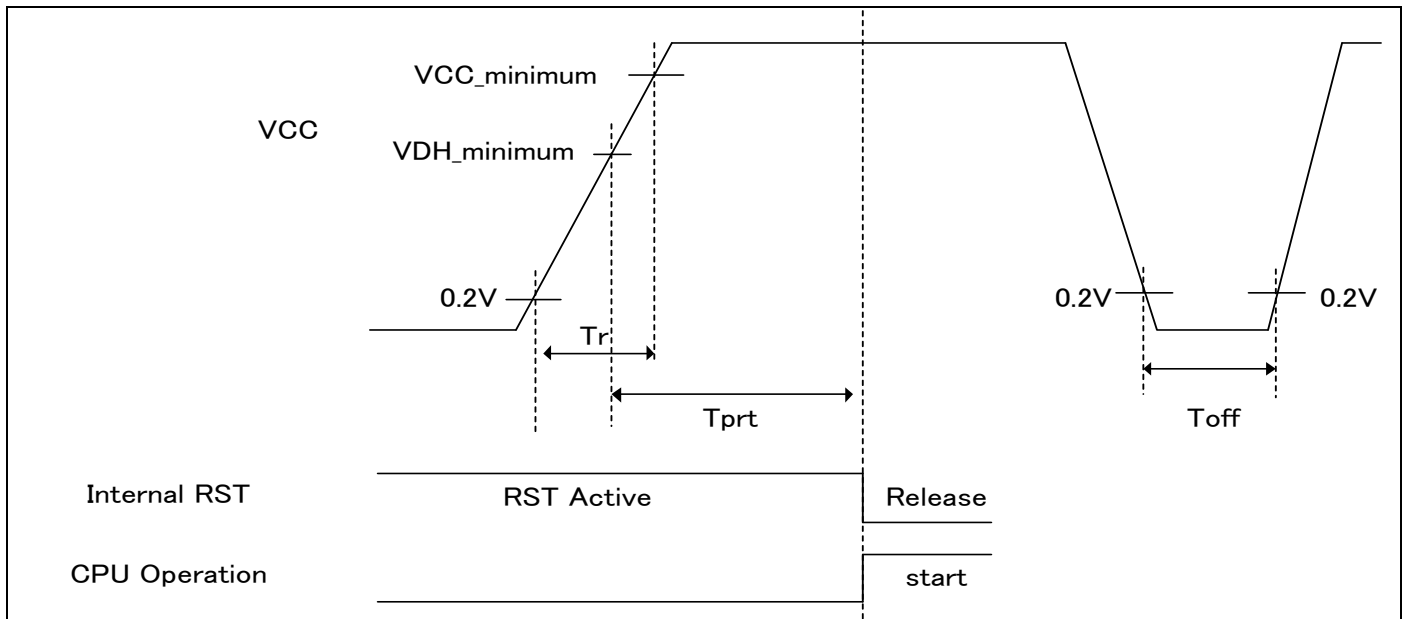 VCC_minimum
VCC
VDH_minimum
0.2V
0.2V
0.2V
Tr
Tprt
Toff
Internal RST
RST Active
Release
CPU Operation
start